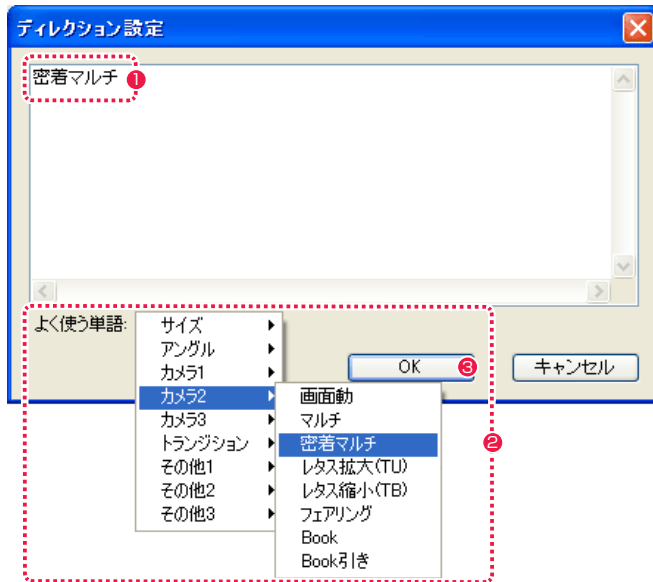 ディレクション設定
密着マルチ ❶
よく使う単語:
サイズ
アングル
カメラ1
カメラ2
カメラ3
トランジション
その他1
その他2
その他3
OK ❸
キャンセル
画面動
マルチ
密着マルチ ❷
レタス拡大(TU)
レタス縮小(TB)
フェアリング
Book
Book引き